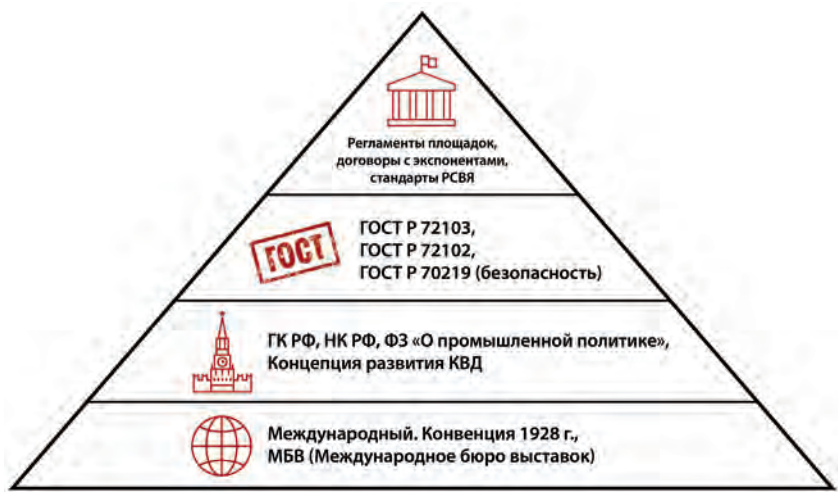 Регламенты площадок,
договоры с экспонентами,
стандарты РСВЯ
ГОСТ
ГОСТ Р 72103,
ГОСТ Р 72102,
ГОСТ Р 70219 (безопасность)
ГК РФ, НК РФ, ФЗ «О промышленной политике»,
Концепция развития КВД
Международный. Конвенция 1928 г.,
МБВ (Международное бюро выставок)